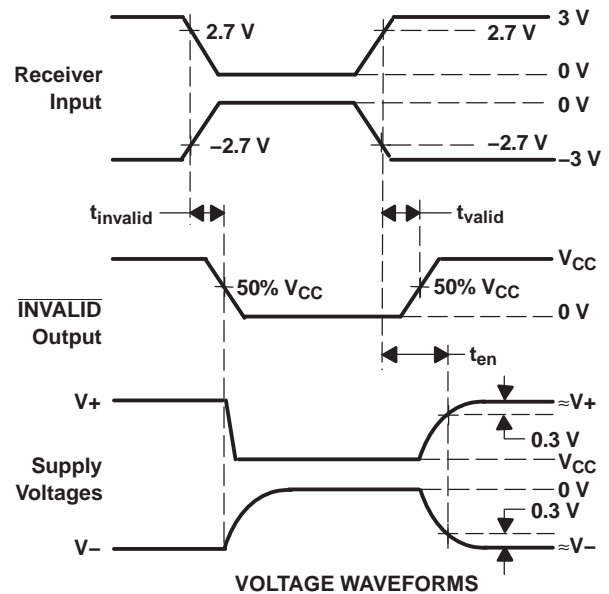 3 V
2.7 V
2.7 V
Receiver
Input
0 V
0 V
−2.7 V
−2.7 V
−3 V
tinvalid
tvalid
VCC
50% VCC
50% VCC
INVALID
Output
0 V
ten
V+
≈V+
0.3 V
Supply
Voltages
VCC
0 V
0.3 V
V−
≈V−
VOLTAGE WAVEFORMS